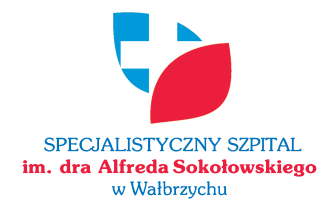 SPECJALISTYCZNY SZPITAL
im. dra Alfreda Sokołowskiego
w Wałbrzychu